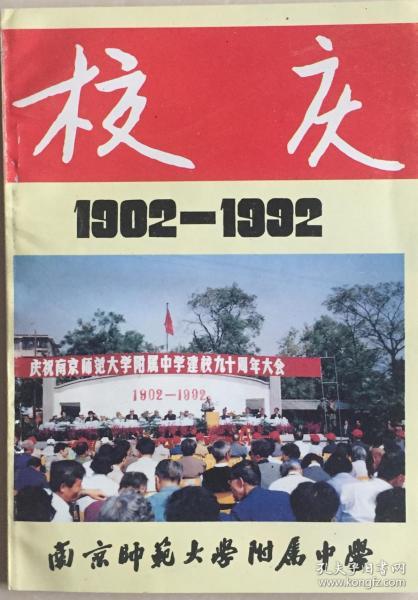 校庆
1902—1992
庆祝南京师范大学附属中学建校九十周年大会
1902—1992
南京师范大学附属中学
孔夫子旧书网
www.kongfz.com